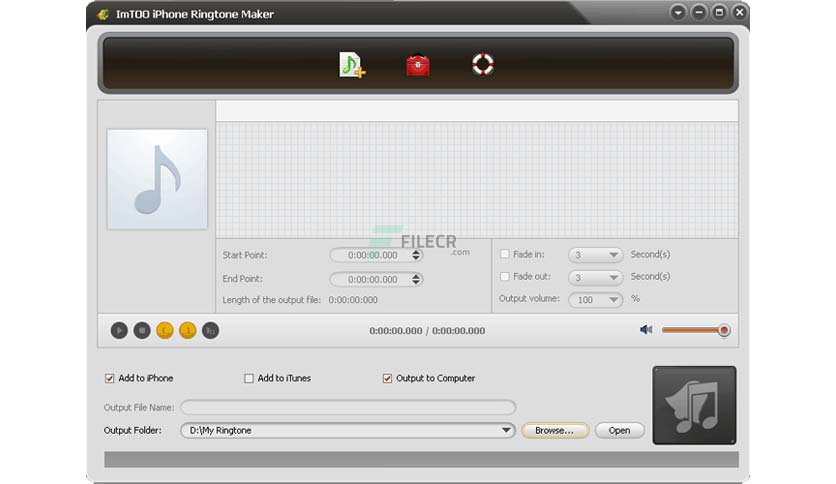 ImTOO iPhone Ringtone Maker
FILECR
.com
Start Point: 0:00:00.000
End Point: 0:00:00.000
Length of the output file: 0:00:00:000
Fade in: 3 Second(s)
Fade out: 3 Second(s)
Output volume: 100 %
0:00:00.000 / 0:00:00.000
Add to iPhone Add to iTunes Output to Computer
Output File Name:
Output Folder: D:\My Ringtone Browse... Open